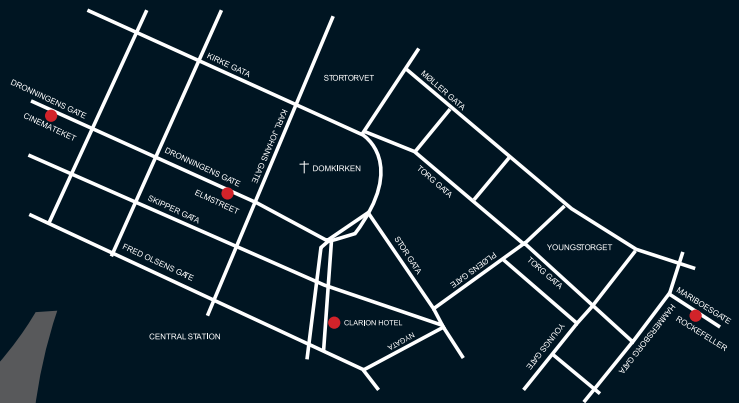 KIRKE GATA
STORTORVET
MØLLER GATA
DRONNINGENS GATE
CINEMATEKET
KARL JOHANS GATE
DRONNINGENS GATE
DOMKIRKEN
TORG GATA
ELMSTREET
SKIPPER GATA
STOR GATA
YOUNGSTORGET
FRED OLSENS GATE
PLØENS GATE
TORG GATA
MARIBOESGATE
CLARION HOTEL
ROCKEFELLER
CENTRAL STATION
NYGATA
YOUNGS GATE
HAMMERSBORG GATA